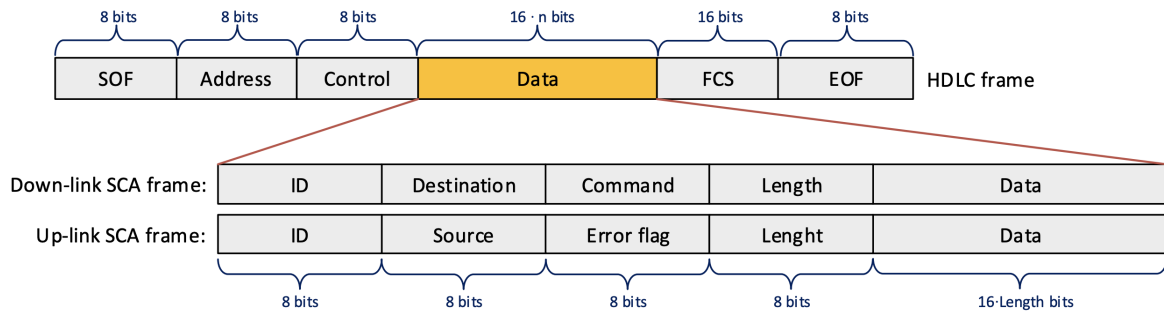 8 bits 8 bits 8 bits 16 · n bits 16 bits 8 bits
SOF Address Control Data FCS EOF HDLC frame
Down-link SCA frame: ID Destination Command Length Data
Up-link SCA frame: ID Source Error flag Lenght Data
8 bits 8 bits 8 bits 8 bits 16·Length bits